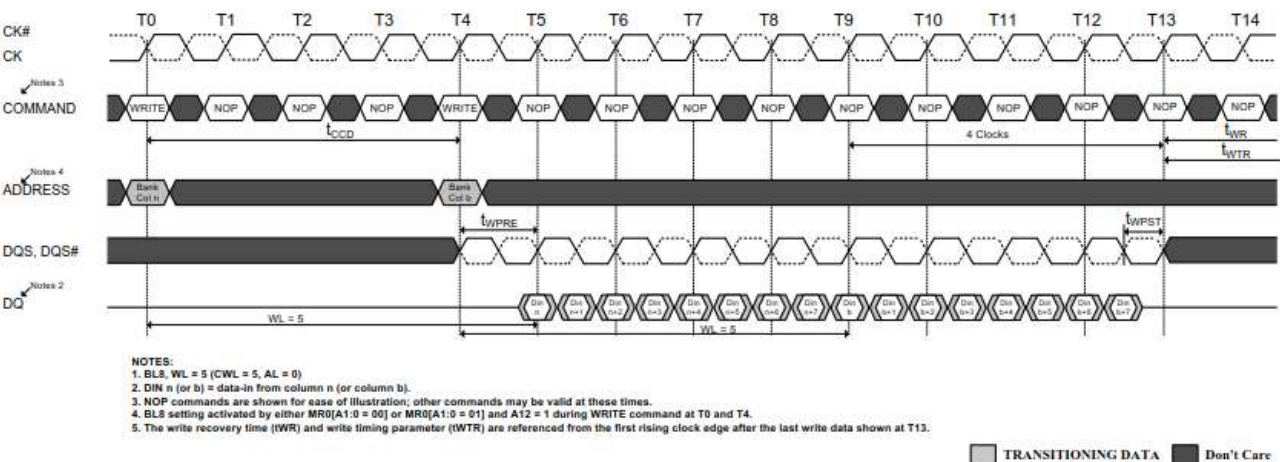 T0 T1 T2 T3 T4 T5 T6 T7 T8 T9 T10 T11 T12 T13 T14
CK#
CK
Notes 3
COMMAND WRITE NOP NOP NOP WRITE NOP NOP NOP NOP NOP NOP NOP NOP NOP NOP
tCCD 4 Clocks tWR
tWTR
Notes 4
ADDRESS Bank Col n Bank Col b
tWPRE tWPST
DQS, DQS#
Notes 2
DQ Din n Din n+1 Din n+2 Din n+3 Din n+4 Din n+5 Din n+6 Din n+7 Din b Din b+1 Din b+2 Din b+3 Din b+4 Din b+5 Din b+6 Din b+7
WL = 5 WL = 5
NOTES:
1. BL8, WL = 5 (CWL = 5, AL = 0)
2. DIN n (or b) = data-in from column n (or column b).
3. NOP commands are shown for ease of illustration; other commands may be valid at these times.
4. BL8 setting activated by either MR0[A1:0 = 00] or MR0[A1:0 = 01] and A12 = 1 during WRITE command at T0 and T4.
5. The write recovery time (tWR) and write timing parameter (tWTR) are referenced from the first rising clock edge after the last write data shown at T13.
TRANSITIONING DATA Don't Care